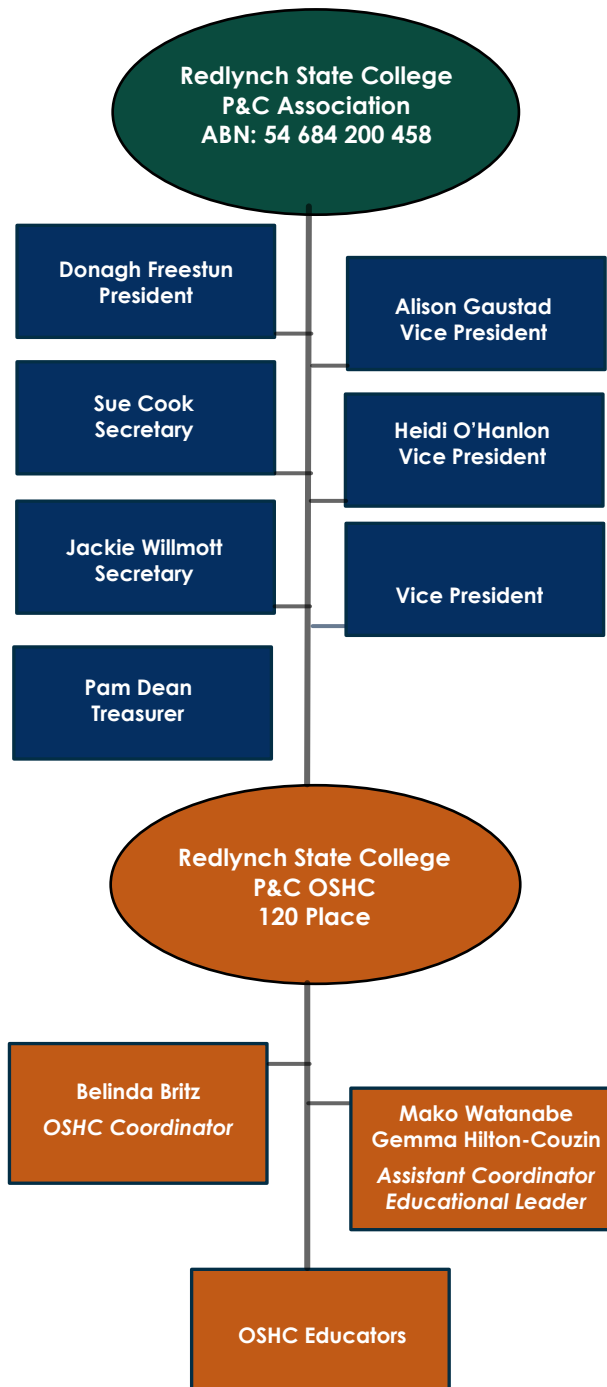 Redlynch State College
P&C Association
ABN: 54 684 200 458
Donagh Freestun
President
Alison Gaustad
Vice President
Sue Cook
Secretary
Heidi O’Hanlon
Vice President
Jackie Willmott
Secretary
Vice President
Pam Dean
Treasurer
Redlynch State College
P&C OSHC
120 Place
Belinda Britz
OSHC Coordinator
Mako Watanabe
Gemma Hilton-Couzin
Assistant Coordinator
Educational Leader
OSHC Educators